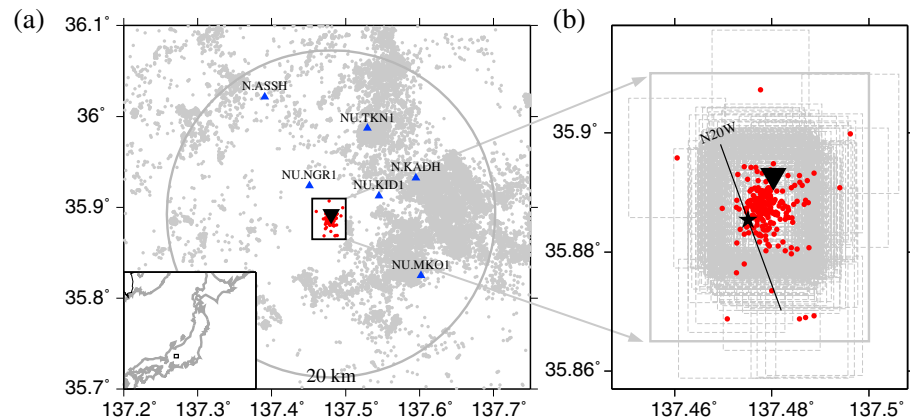 (a)
(b)
36.1°
36°
35.9°
35.8°
35.7°
137.2
137.3
137.4
137.5
137.6
137.7
N.ASSH
NU.TKN1
NU.NGR1
N.KADH
NU.KID1
NU.MKO1
20 km
35.9°
35.88°
35.86°
137.46
137.48
137.5
N20W